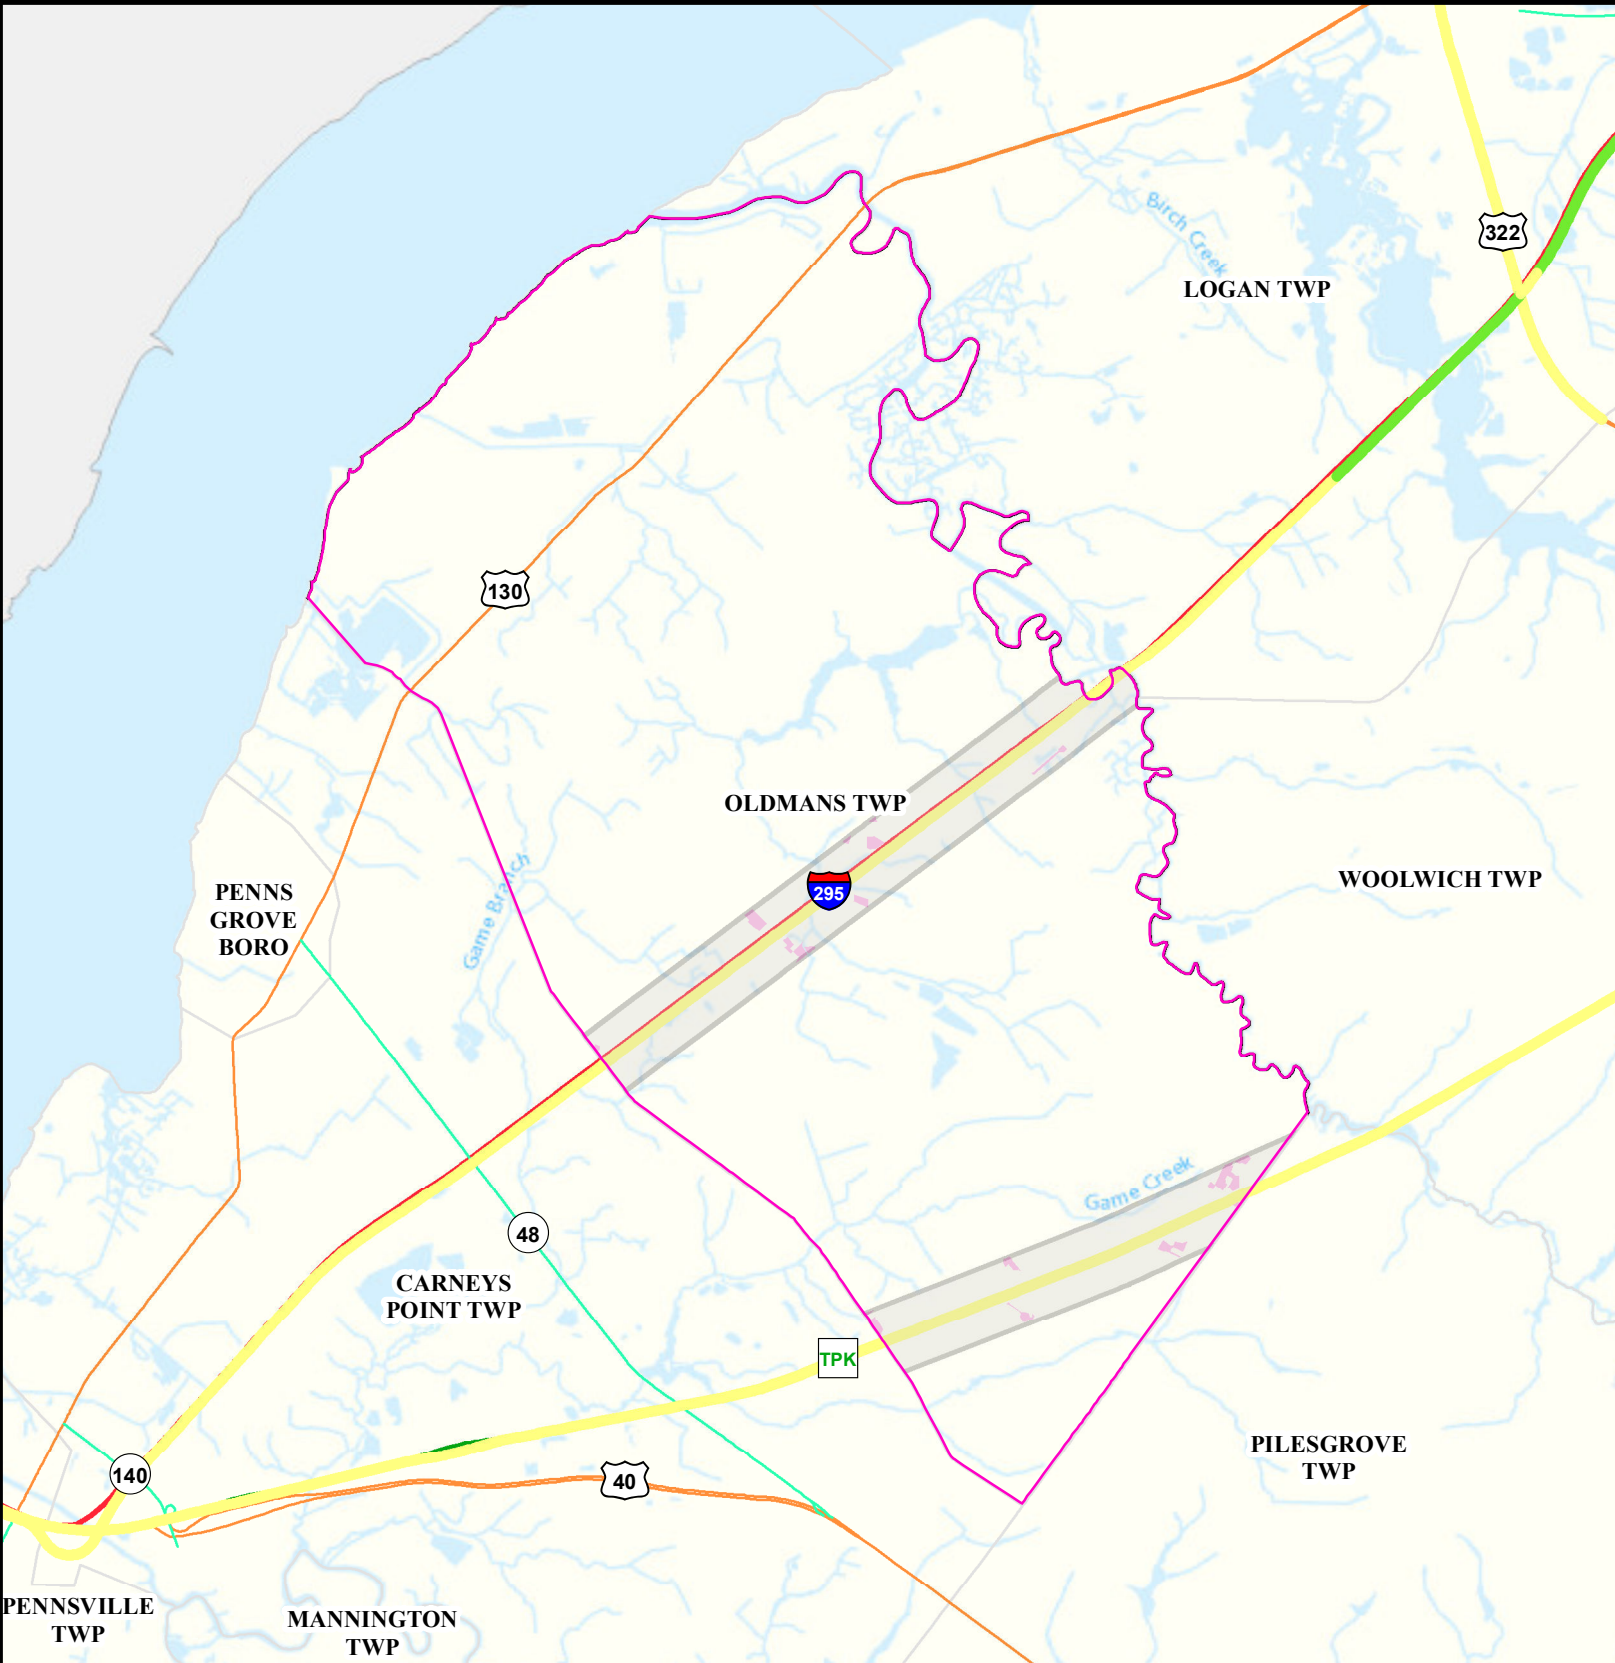 Birch Creek
322
LOGAN TWP
130
OLDMANS TWP
295
WOOLWICH TWP
PENNS
GROVE
BORO
Game Branch
Game Creek
48
CARNEYS
POINT TWP
TPK
PILESGROVE
TWP
140
40
PENNSVILLE
TWP
MANNINGTON
TWP